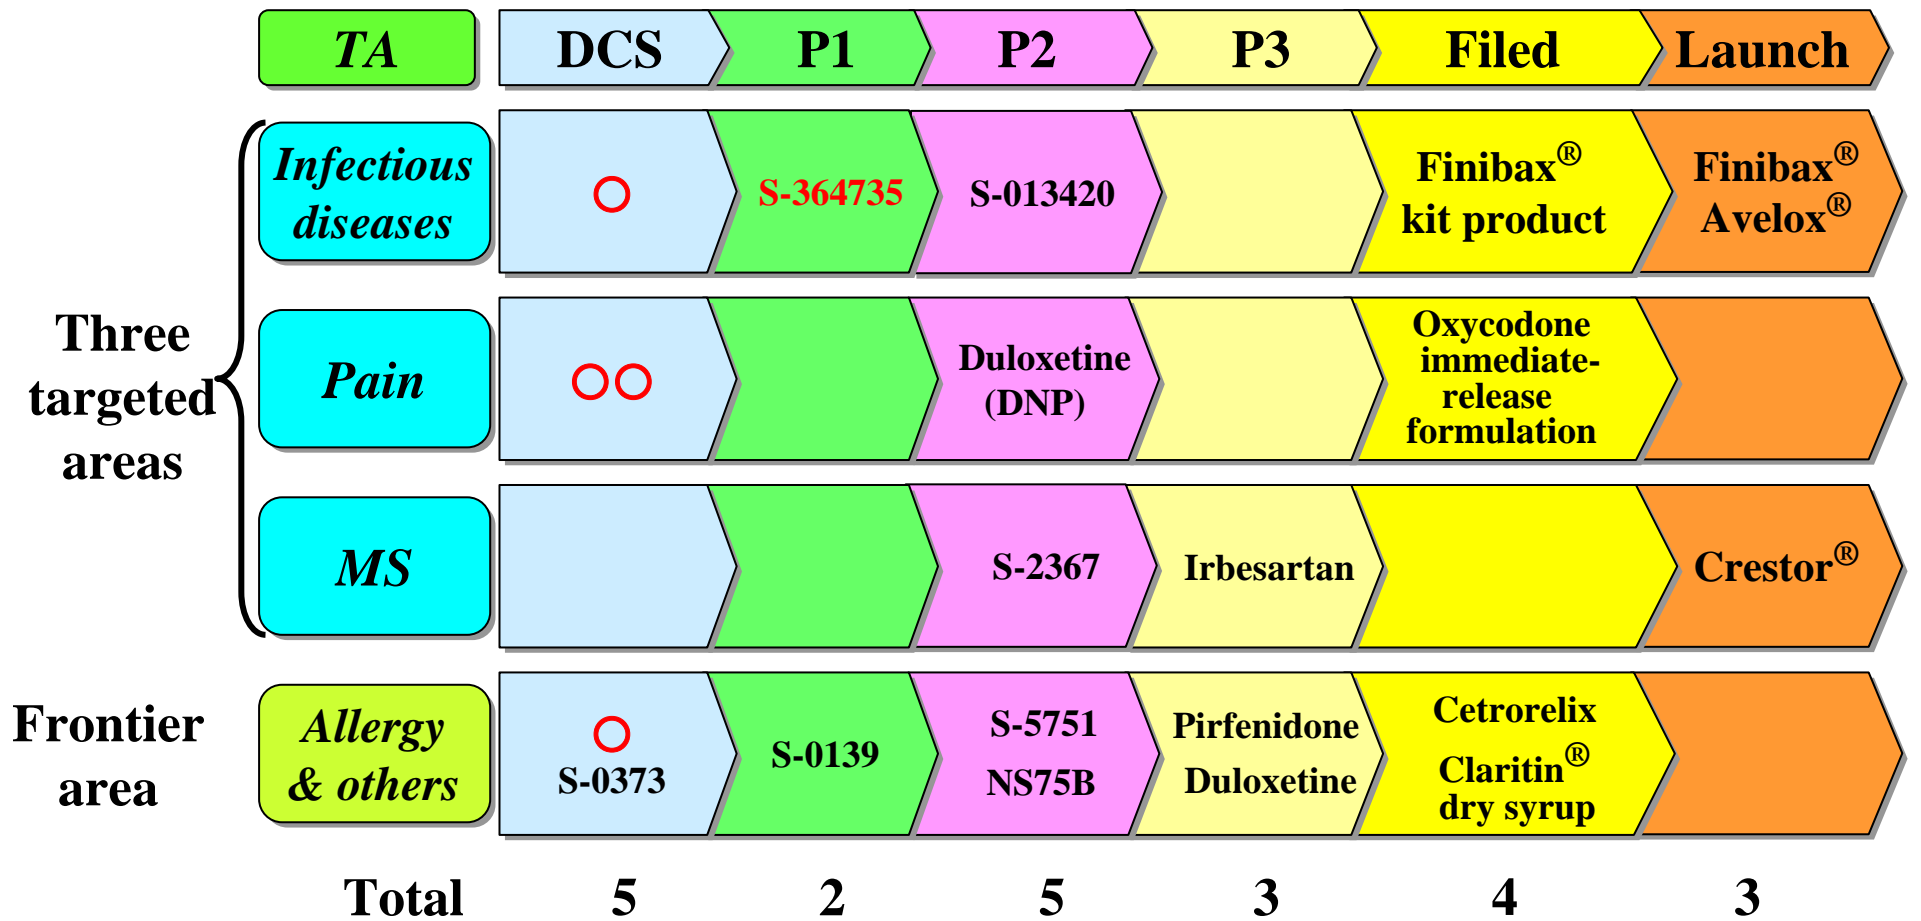 TA DCS P1 P2 P3 Filed Launch
Three
targeted
areas
Infectious
diseases
S-364735
S-013420
Finibax®
kit product
Finibax®
Avelox®
Pain
Duloxetine
(DNP)
Oxycodone
immediate-
release
formulation
MS
S-2367
Irbesartan
Crestor®
Frontier
area
Allergy
& others
S-0373
S-0139
S-5751
NS75B
Pirfenidone
Duloxetine
Cetrorelix
Claritin®
dry syrup
Total 5 2 5 3 4 3